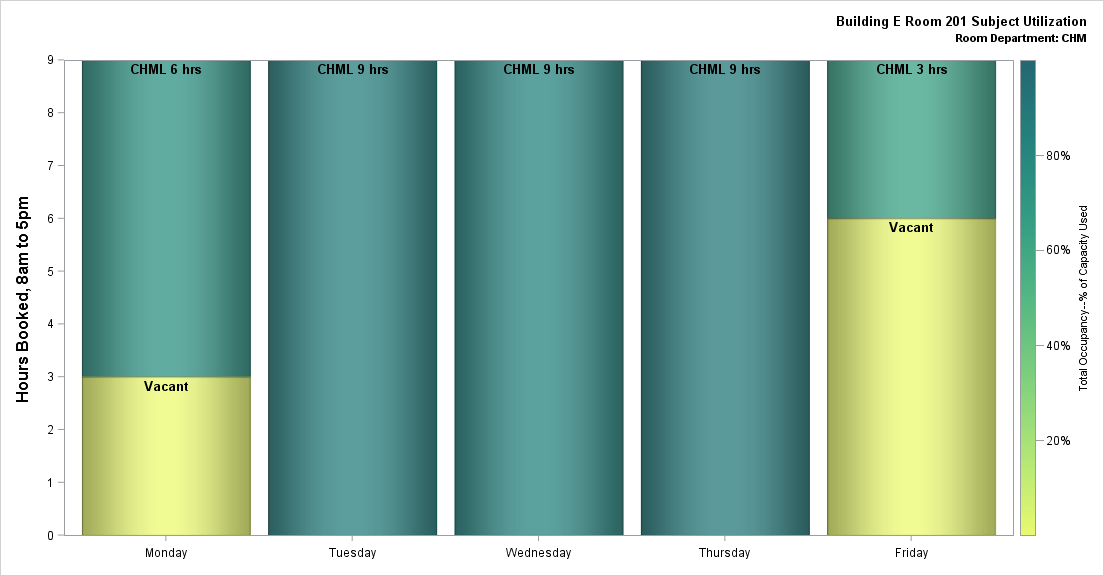 Building E Room 201 Subject Utilization
Room Department: CHM
Hours Booked, 8am to 5pm
9
8
7
6
5
4
3
2
1
0
CHML 6 hrs
CHML 9 hrs
CHML 9 hrs
CHML 9 hrs
CHML 3 hrs
Vacant
Vacant
Monday
Tuesday
Wednesday
Thursday
Friday
80%
60%
40%
20%
Total Occupancy--% of Capacity Used